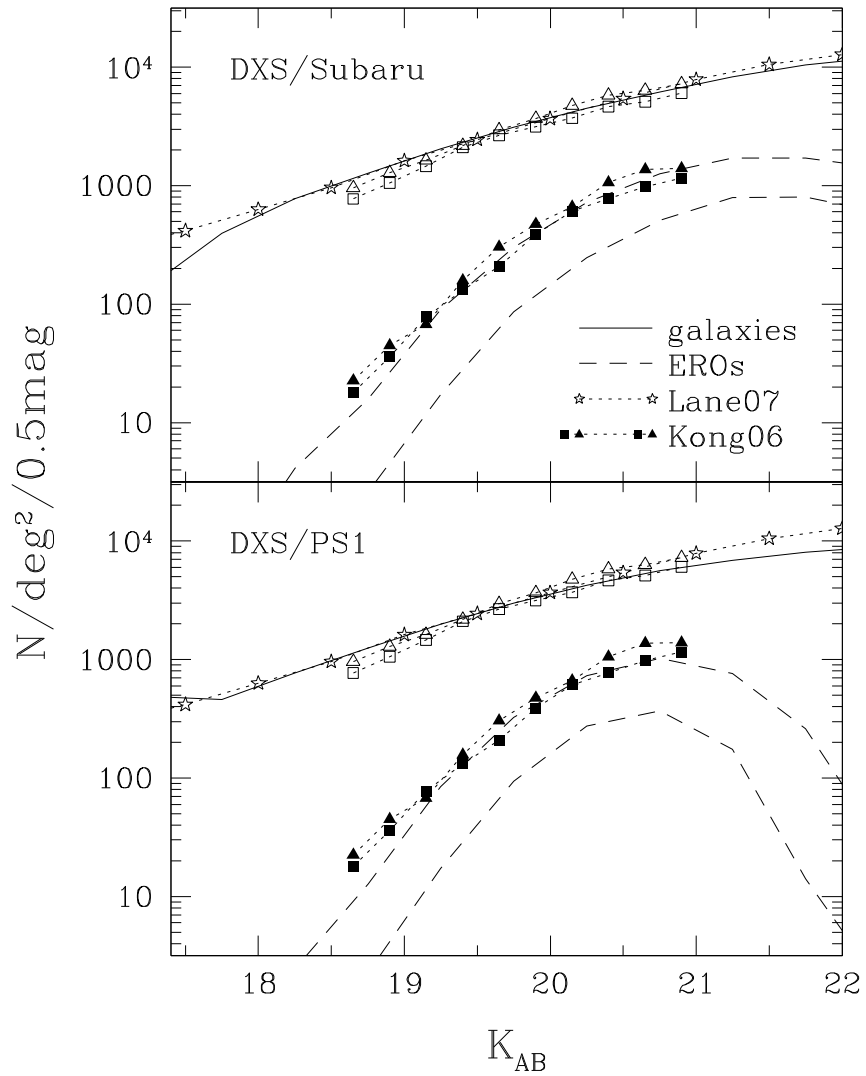 DXS/Subaru
10⁴
1000
100
10
galaxies
EROs
Lane07
Kong06
DXS/PS1
10⁴
1000
100
10
18 19 20 21 22
K_AB
N/deg²/0.5mag